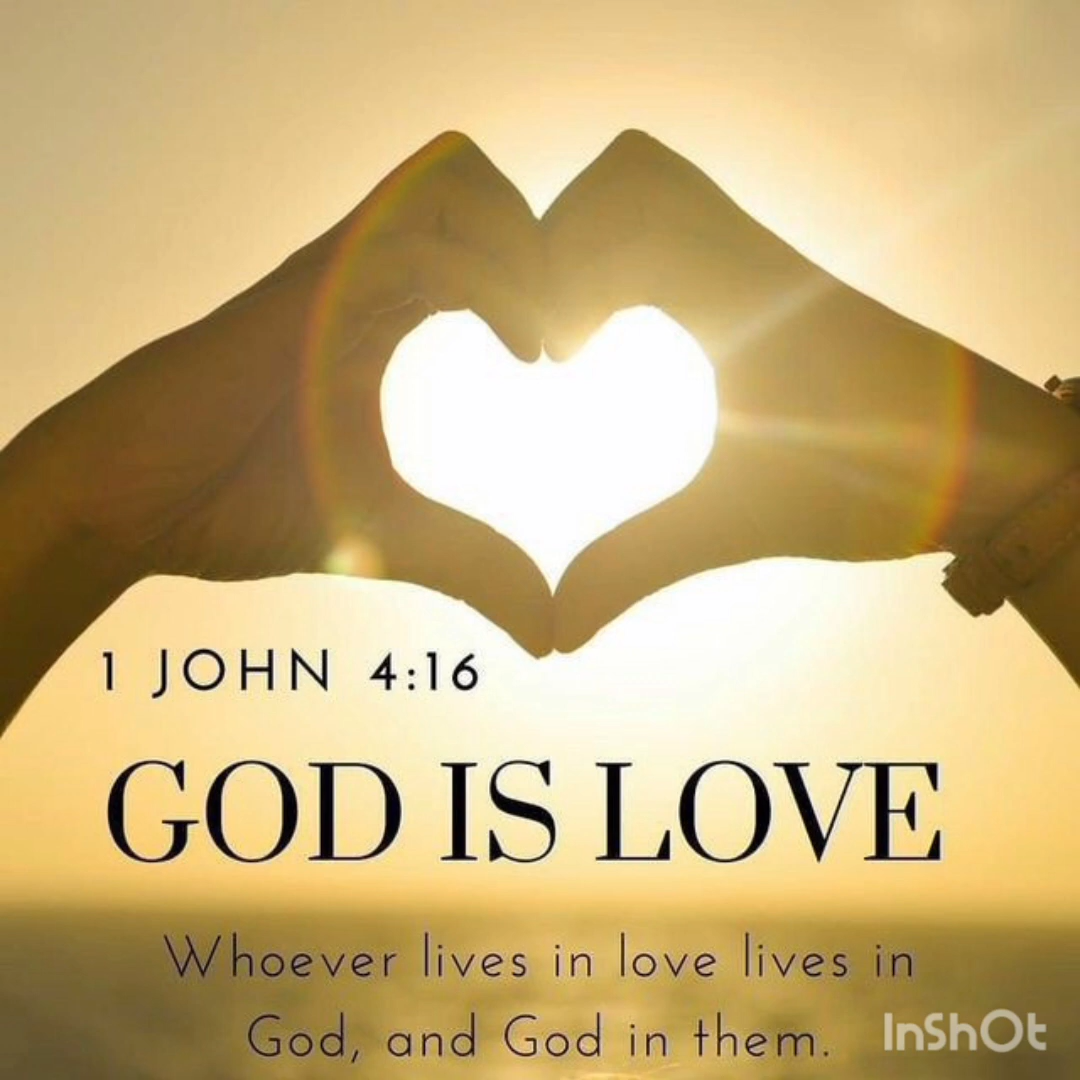 1 JOHN 4:16
GOD IS LOVE
Whoever lives in love lives in
God, and God in them.
InShOt